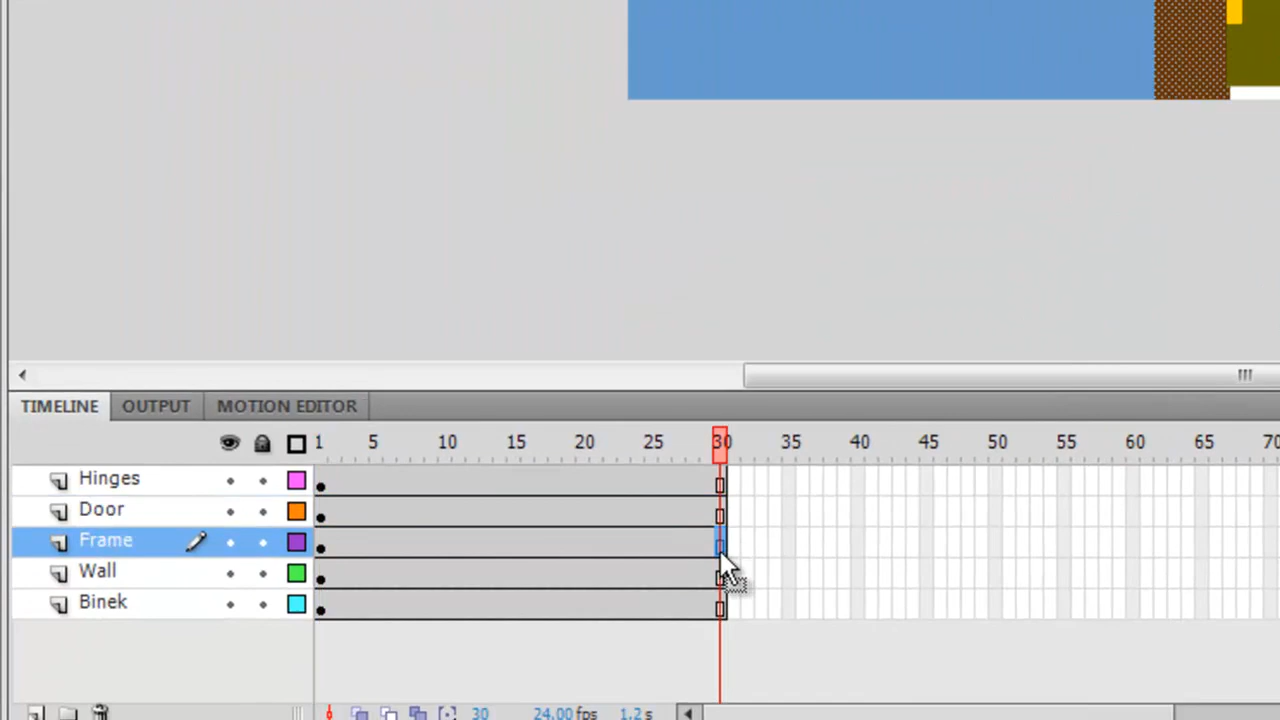 TIMELINE OUTPUT MOTION EDITOR
1 5 10 15 20 25 30 35 40 45 50 55 60 65 70
Hinges
Door
Frame
Wall
Binek
30 24.00 fps 1.2 s